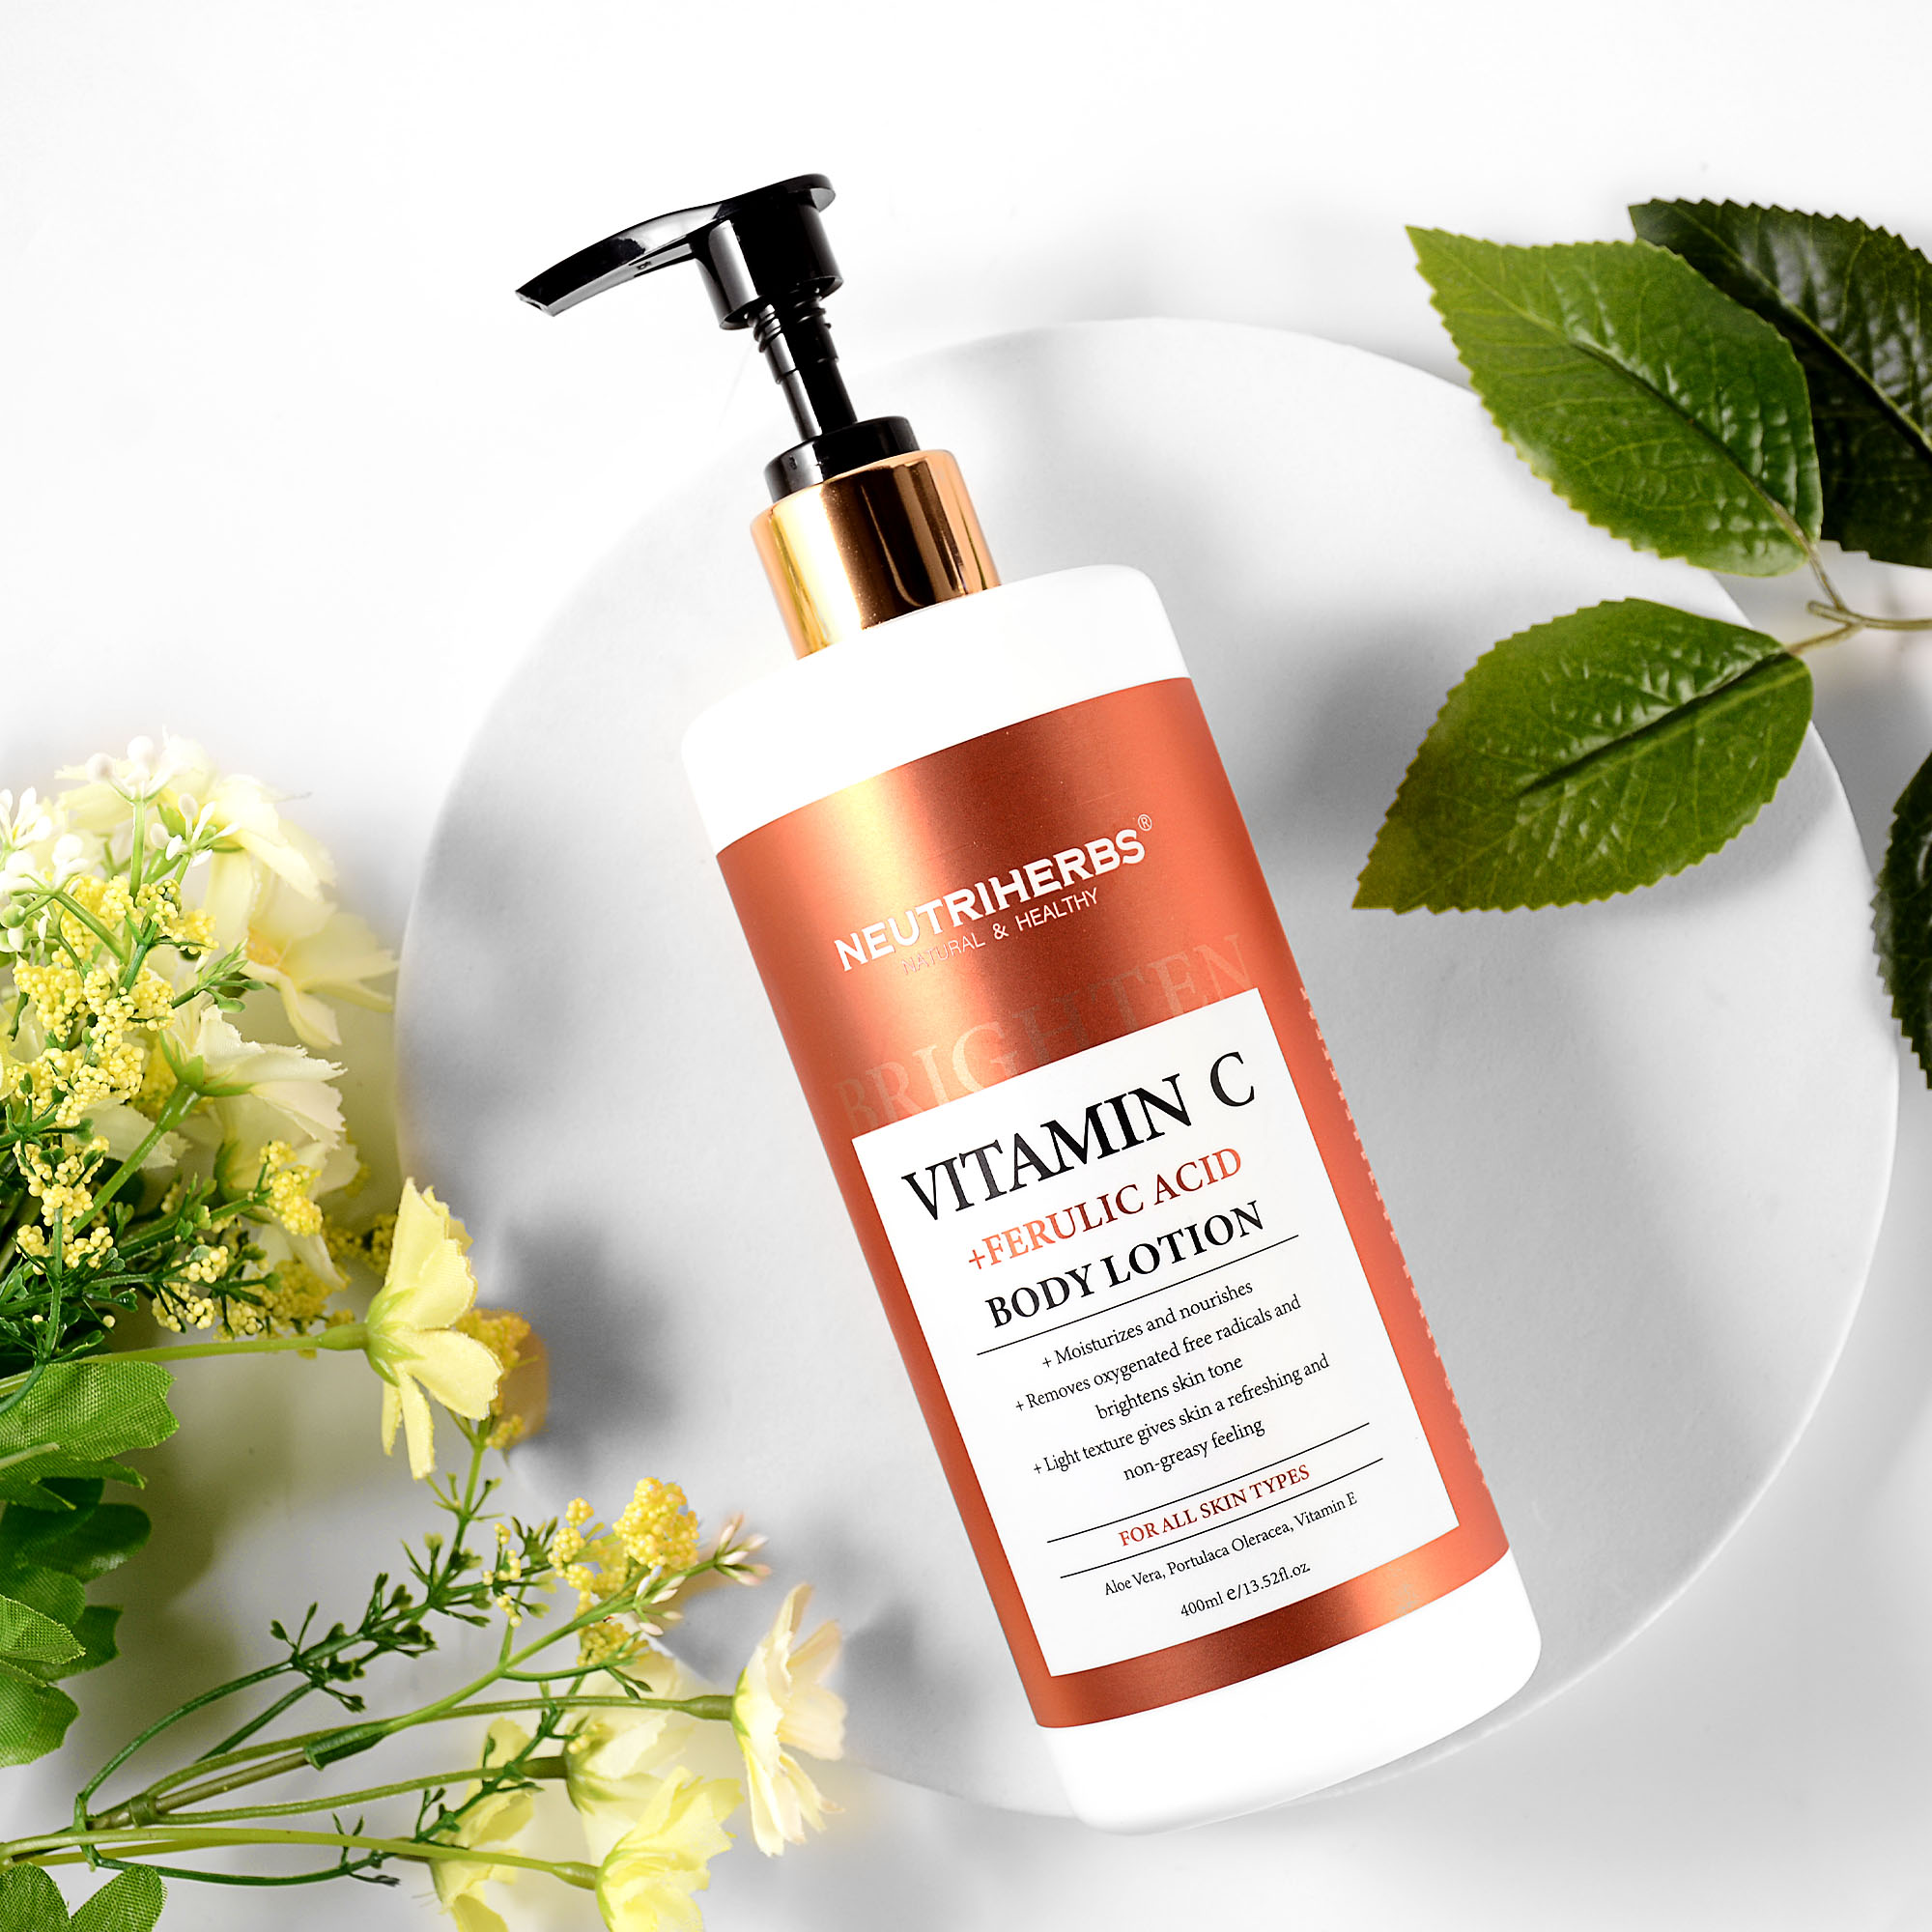 NEUTRIHERBS®
NATURAL & HEALTHY
BRIGHTEN
VITAMIN C
+FERULIC ACID
BODY LOTION
+ Moisturizes and nourishes
+ Removes oxygenated free radicals and
brightens skin tone
+ Light texture gives skin a refreshing and
non-greasy feeling
FOR ALL SKIN TYPES
Aloe Vera, Portulaca Oleracea, Vitamin E
400ml e/13.52fl.oz